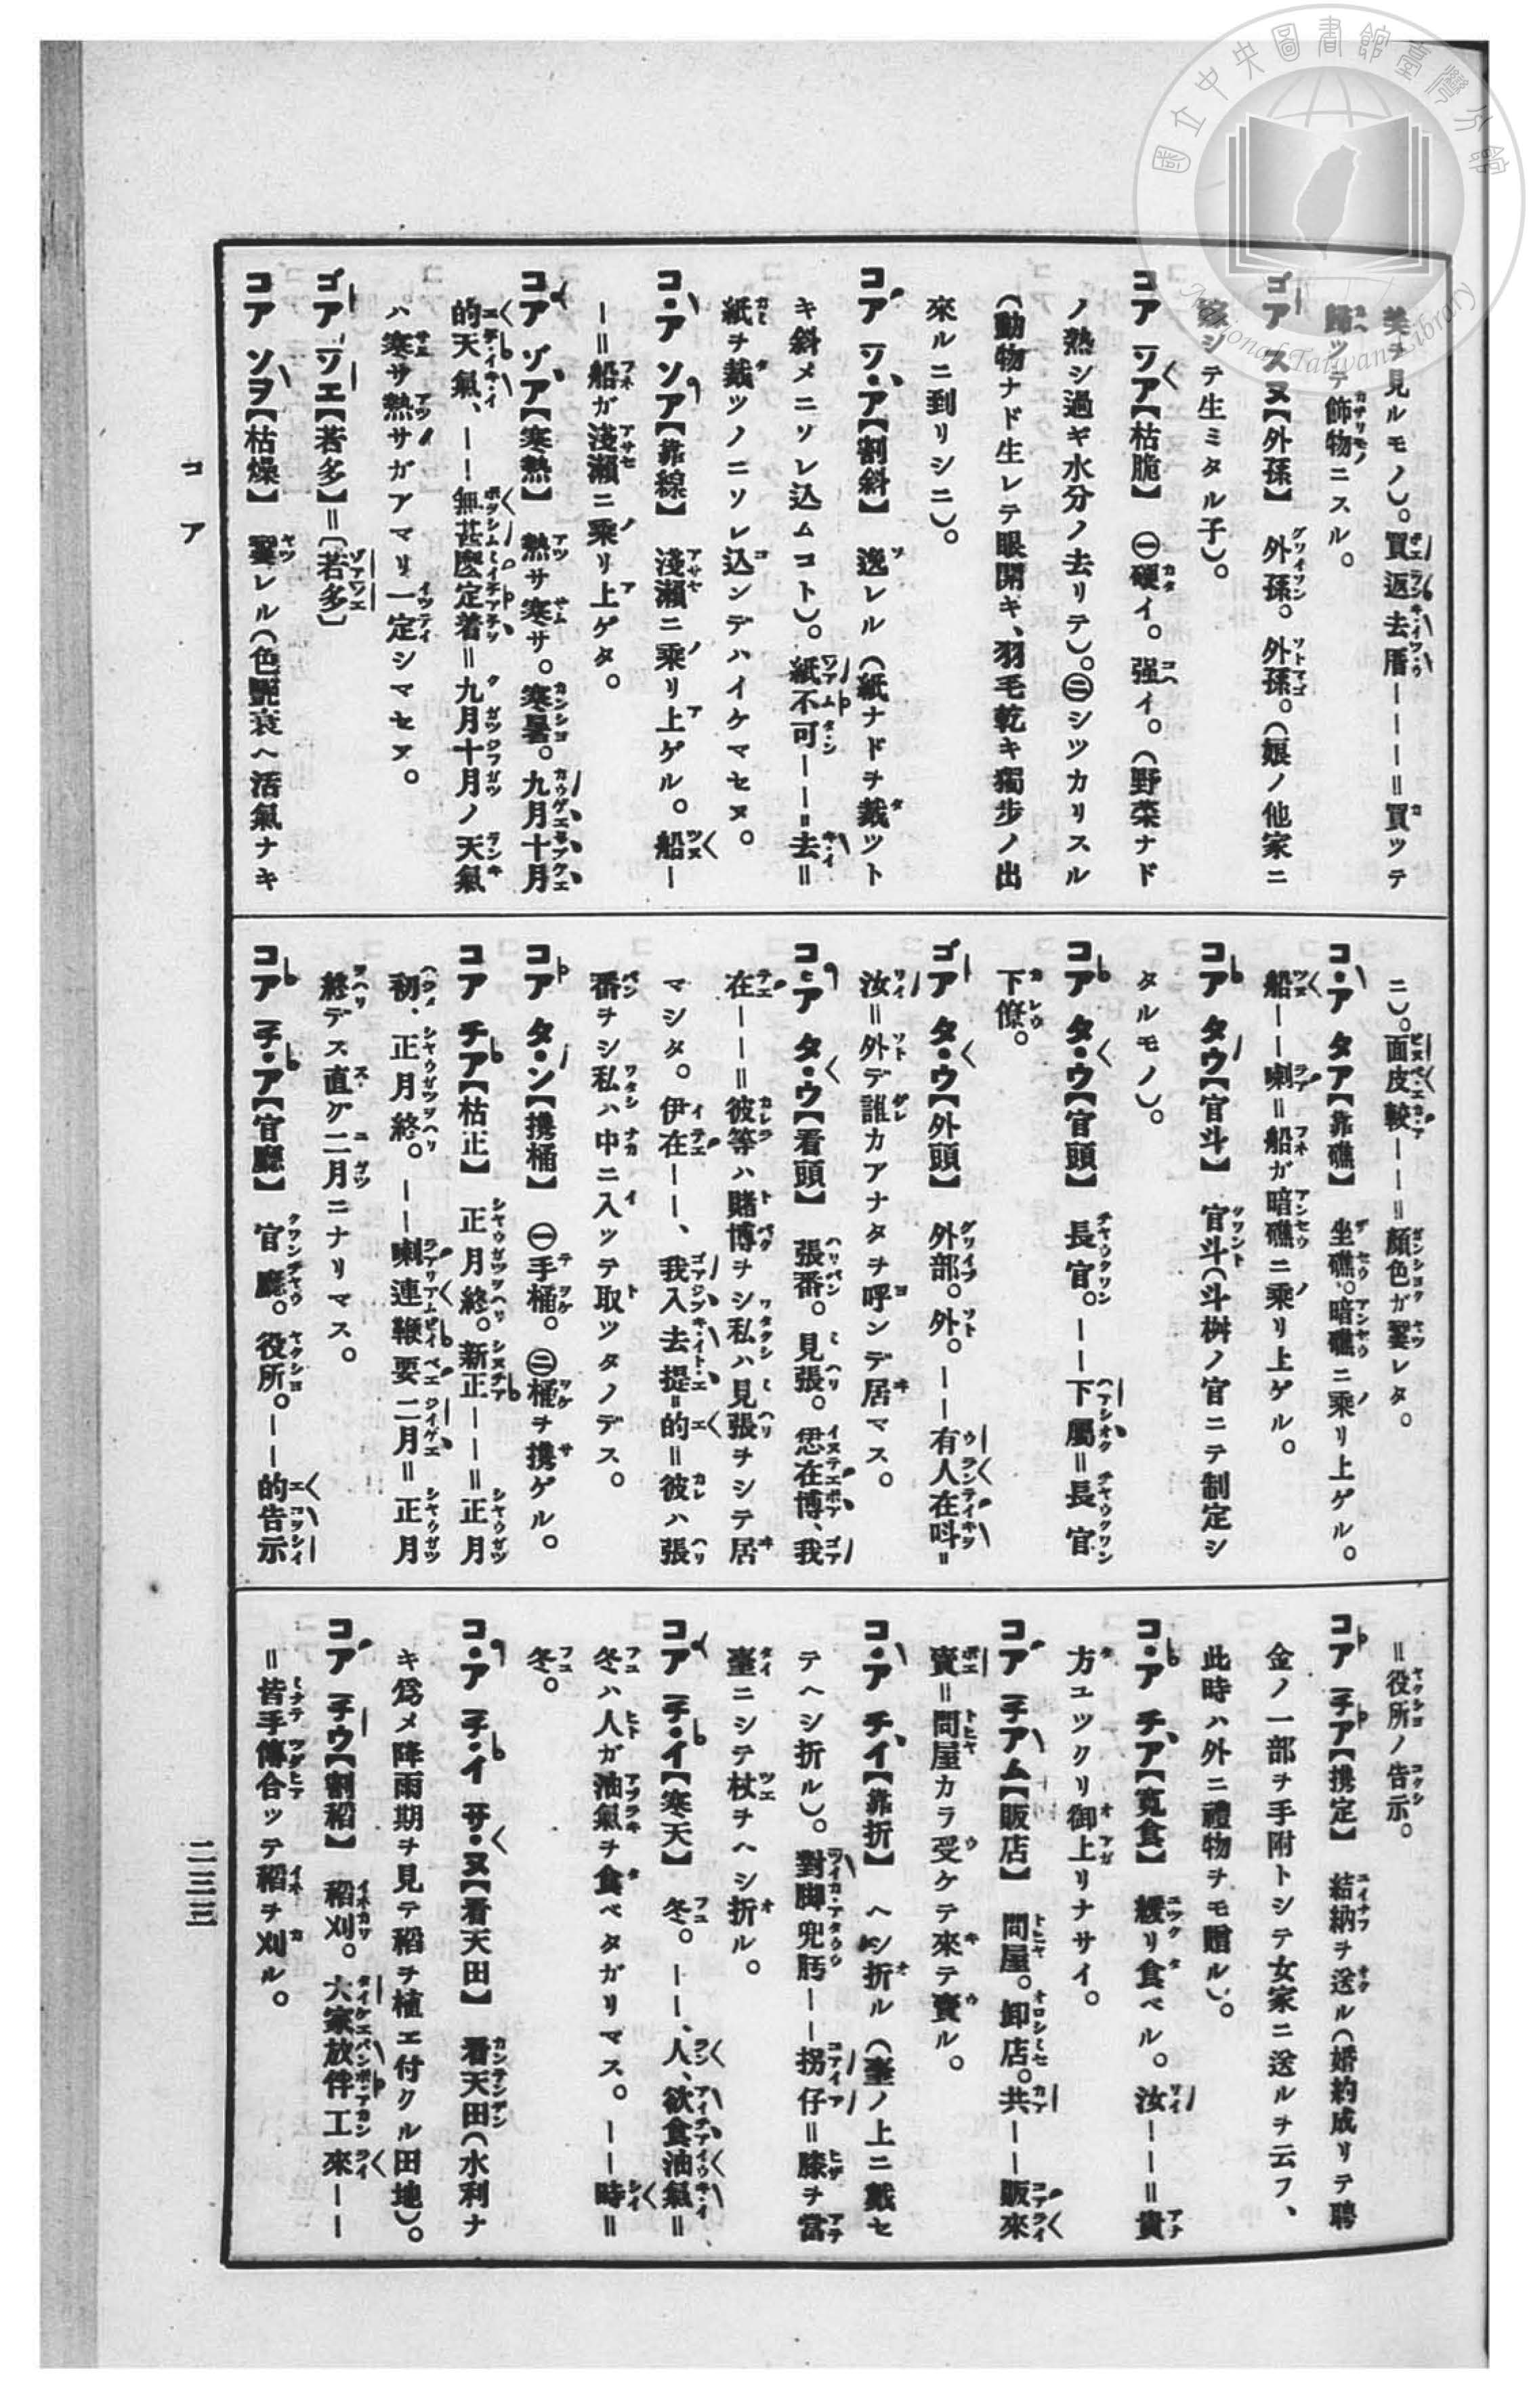 美ヲ見ルモノ)。買返去厝―――=買ッテ
歸ッテ飾物ニスル。
ゴア スヌ【外孫】 外孫。外孫。(娘ノ他家ニ
嫁シテ生ミタル子)。
コア ソア【枯脆】 ㊀硬イ。强イ。(野菜ナド
ノ熟シ過ギ水分ノ去リテ)。㊁シツカリスル
(動物ナド生レテ眼開キ、羽毛乾キ獨步ノ出
來ルニ到リシニ)。
コア ソ・ア【割斜】 逸レル(紙ナドヲ裁ツト
キ斜メニソレ込ムコト)。紙不可――=去=
紙ヲ裁ツノニソレ込ンデハイケマセヌ。
コ・ア ソア【靠線】 淺瀨ニ乘リ上ゲル。船―
―=船ガ淺瀨ニ乘リ上ゲタ。
コア ゾア【寒熱】 熱サ寒サ。寒暑。九月十月
的天氣、――無甚麽定着=九月十月ノ天氣
ハ寒サ熱サガアマリ一定シマセヌ。
ゴア ソエ【若多】=〔若多〕
コア ソヲ【枯燥】 窶レル(色艷衰ヘ活氣ナキ
ニ)。面皮較――=顏色ガ窶レタ。
コ・ア タア【靠礁】 坐礁。暗礁ニ乘リ上ゲル。
船――喇=船ガ暗礁ニ乘リ上ゲル。
コア タウ【官斗】 官斗(斗桝ノ官ニテ制定シ
タルモノ)。
コア タ・ウ【官頭】 長官。――下屬=長官
下僚。
ゴア タ・ウ【外頭】 外部。外。――有人在呌=
汝=外デ誰カアナタヲ呼ンデ居マス。
コ・ア タ・ウ【看頭】 張番。見張。恁在博、我
在――=彼等ハ賭博ヲシ私ハ見張ヲシテ居
マシタ。伊在――、我入去提=的=彼ハ張
番ヲシ私ハ中ニ入ッテ取ツタノデス。
コア タ・ン【携桶】 ㊀手桶。㊁桶ヲ携ゲル。
コア チア【枯正】 正月終。新正――=正月
初、正月終。――喇連鞭要二月=正月
終デス直グ二月ニナリマス。
コア チ・ア【官廳】 官廳。役所。――的告示
=役所ノ告示。
コア チア【携定】 結納ヲ送ル(婚約成リテ聘
金ノ一部ヲ手附トシテ女家ニ送ルヲ云フ、
此時ハ外ニ禮物ヲモ贈ル)。
コ・ア チア【寬食】 緩リ食ベル。汝――=貴
方ユツクリ御上リナサイ。
コア チアム【販店】 問屋。卸店。共――販來
賣=問屋カラ受ケテ來テ賣ル。
コ・ア チイ【靠折】 ヘシ折ル(臺ノ上ニ戴セ
テヘシ折ル)。對脚兜肟――拐仔=膝ヲ當
臺ニシテ杖ヲヘシ折ル。
コア チ・イ【寒天】 冬。――、人、欲食油氣=
冬ハ人ガ油氣ヲ食ベタガリマス。――時=
冬。
コ・ア チ・イ サ・ヌ【看天田】 看天田(水利ナ
キ爲メ降雨期ヲ見テ稻ヲ植エ付クル田地)。
コア チウ【割稻】 稻刈。大家放伴工來――
=皆手傳合ッテ稻ヲ刈ル。
コア
二三三
國立中央圖書館臺灣分館
National Taiwan Library